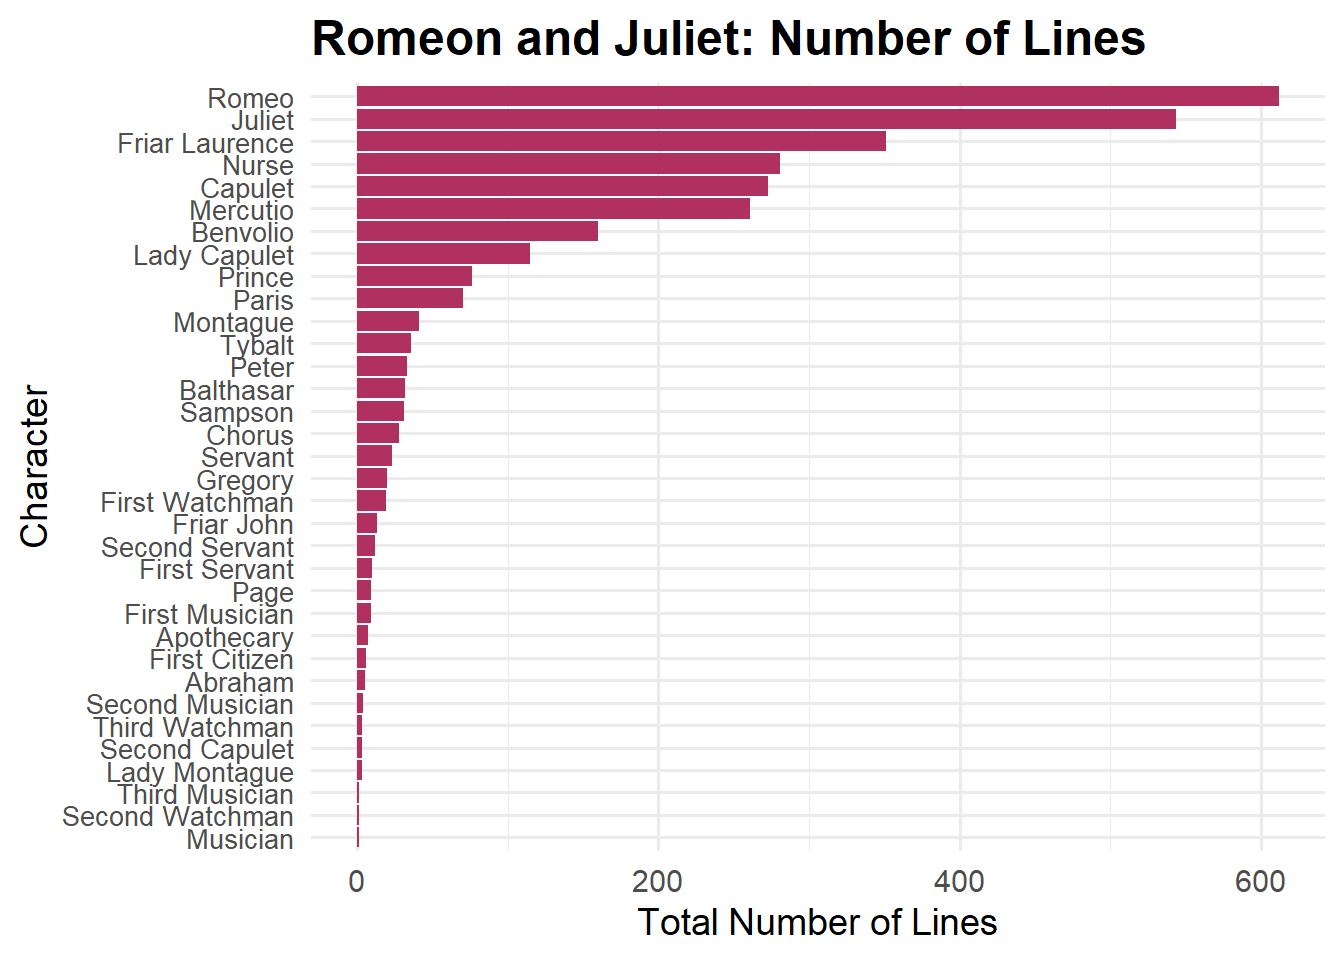 Romeon and Juliet: Number of Lines
Romeo
Juliet
Friar Laurence
Nurse
Capulet
Mercutio
Benvolio
Lady Capulet
Prince
Paris
Montague
Tybalt
Peter
Balthasar
Sampson
Chorus
Servant
Gregory
First Watchman
Friar John
Second Servant
First Servant
Page
First Musician
Apothecary
First Citizen
Abraham
Second Musician
Third Watchman
Second Capulet
Lady Montague
Third Musician
Second Watchman
Musician
Character
0 200 400 600
Total Number of Lines